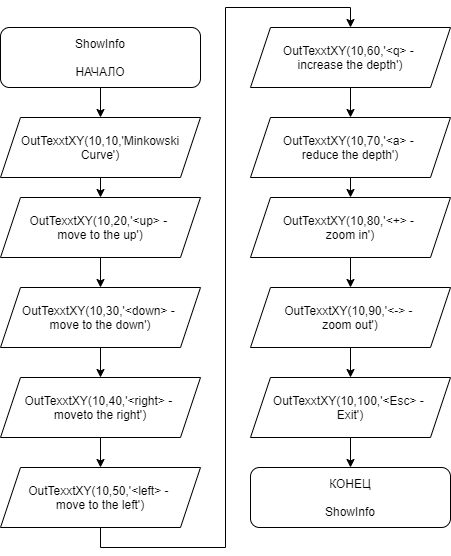 ShowInfo
НАЧАЛО
OutTexxtXY(10,10,'Minkowski
Curve')
OutTexxtXY(10,20,'<up> -
move to the up')
OutTexxtXY(10,30,'<down> -
move to the down')
OutTexxtXY(10,40,'<right> -
moveto the right')
OutTexxtXY(10,50,'<left> -
move to the left')
OutTexxtXY(10,60,'<q> -
increase the depth')
OutTexxtXY(10,70,'<a> -
reduce the depth')
OutTexxtXY(10,80,'<+> -
zoom in')
OutTexxtXY(10,90,'<-> -
zoom out')
OutTexxtXY(10,100,'<Esc> -
Exit')
КОНЕЦ
ShowInfo